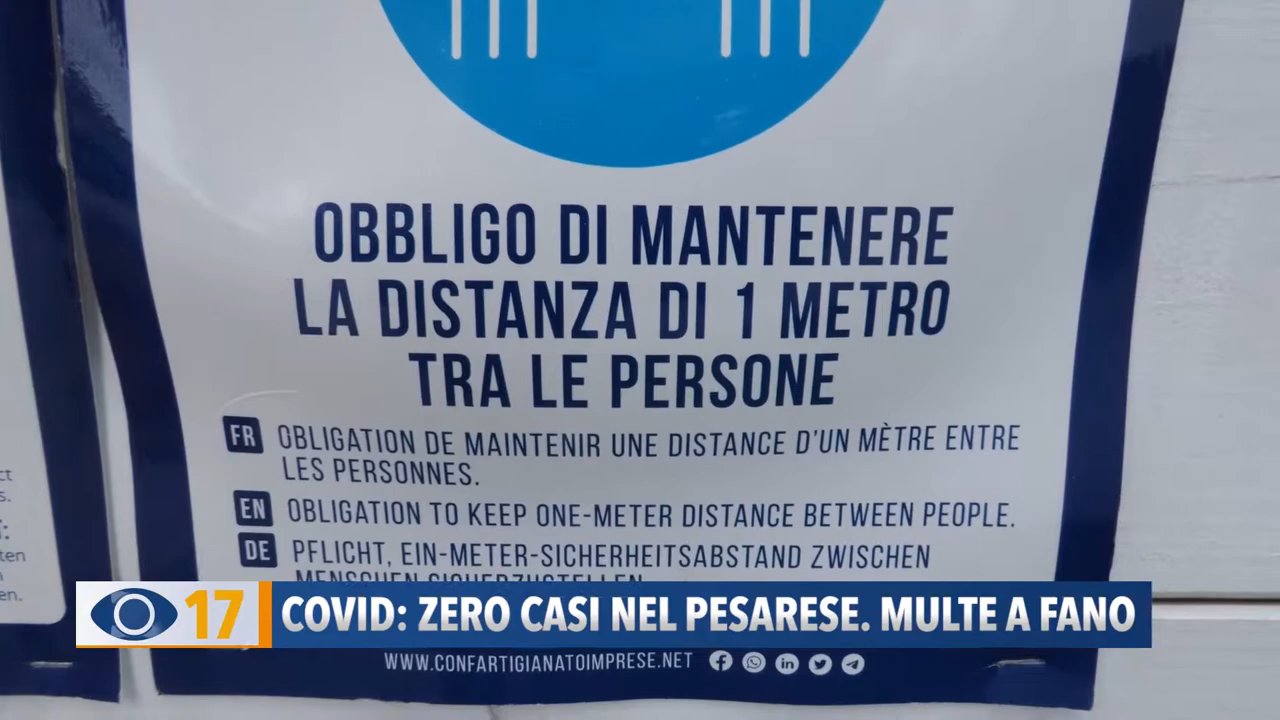 OBBLIGO DI MANTENERE
LA DISTANZA DI 1 METRO
TRA LE PERSONE
FR OBLIGATION DE MAINTENIR UNE DISTANCE D'UN MÈTRE ENTRE
LES PERSONNES.
EN OBLIGATION TO KEEP ONE-METER DISTANCE BETWEEN PEOPLE.
DE PFLICHT, EIN-METER-SICHERHEITSABSTAND ZWISCHEN
MENSCHEN SICHERZUSTELLEN
17 COVID: ZERO CASI NEL PESARESE. MULTE A FANO
WWW.CONFARTIGIANATOIMPRESE.NET